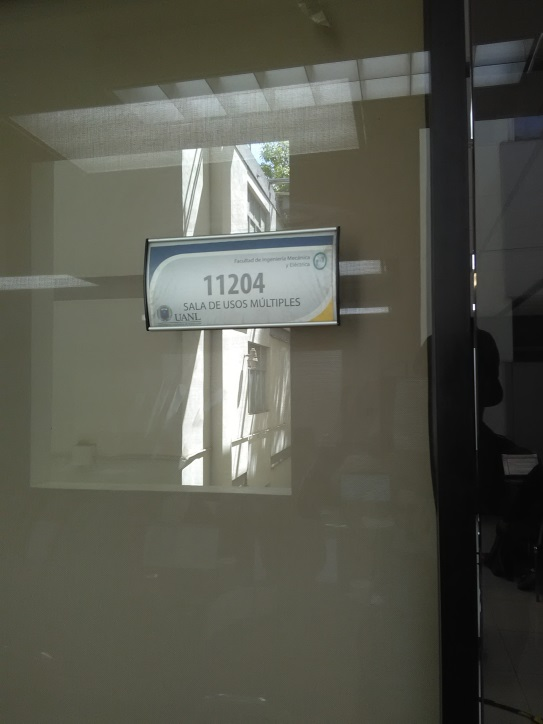 Facultad de Ingeniería Mecánica
y Eléctrica
11204
SALA DE USOS MÚLTIPLES
UANL